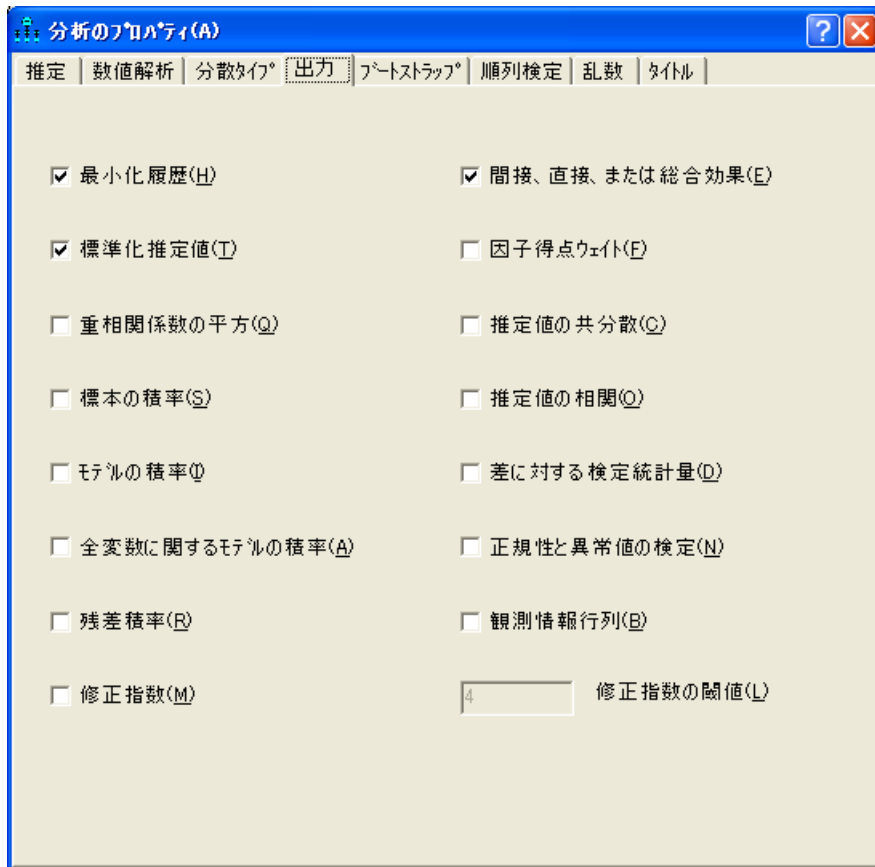 分析のﾌﾟﾛﾊﾟﾃｨ(A)
推定 数値解析 分散ﾀｲﾌﾟ 出力 ﾌﾞｰﾄｽﾄﾗｯﾌﾟ 順列検定 乱数 ﾀｲﾄﾙ
最小化履歴(H) 間接、直接、または総合効果(E)
標準化推定値(T) 因子得点ｳｪｲﾄ(F)
重相関係数の平方(Q) 推定値の共分散(C)
標本の積率(S) 推定値の相関(O)
ﾓﾃﾞﾙの積率(I) 差に対する検定統計量(D)
全変数に関するﾓﾃﾞﾙの積率(A) 正規性と異常値の検定(N)
残差積率(R) 観測情報行列(B)
修正指数(M) 4 修正指数の閾値(L)